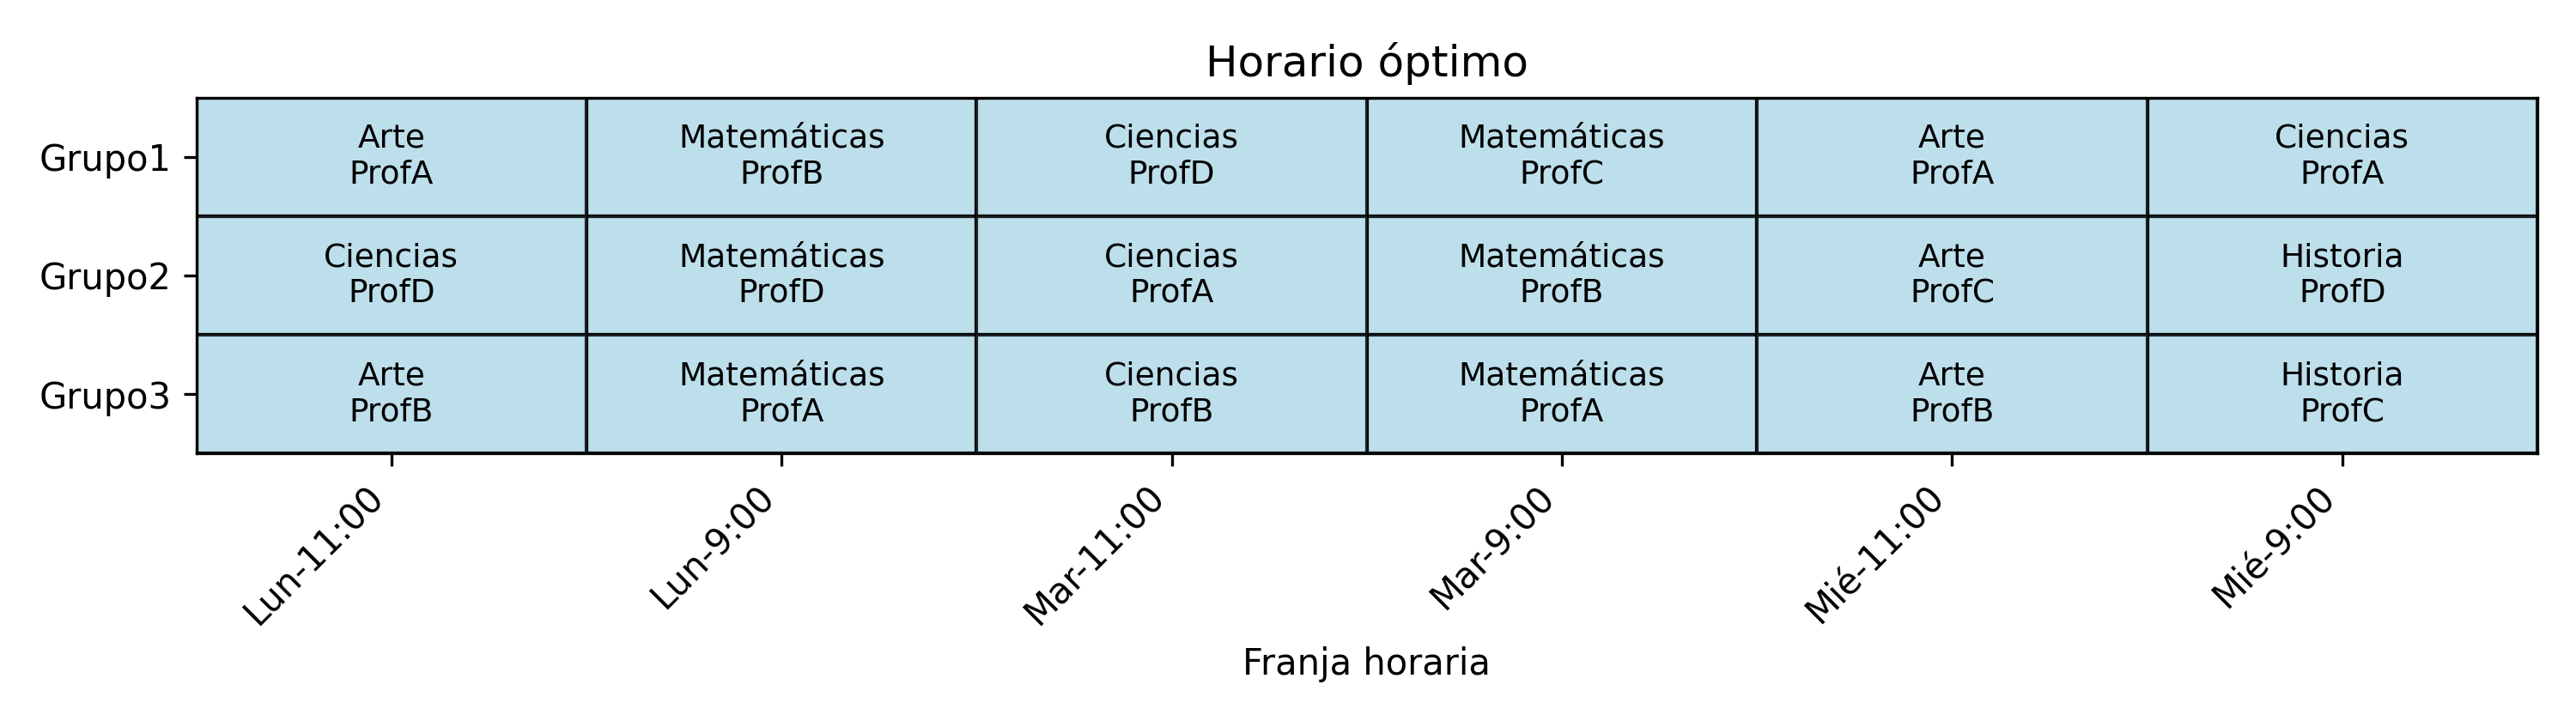 Horario óptimo
Grupo1
Arte
ProfA
Matemáticas
ProfB
Ciencias
ProfD
Matemáticas
ProfC
Arte
ProfA
Ciencias
ProfA
Grupo2
Ciencias
ProfD
Matemáticas
ProfD
Ciencias
ProfA
Matemáticas
ProfB
Arte
ProfC
Historia
ProfD
Grupo3
Arte
ProfB
Matemáticas
ProfA
Ciencias
ProfB
Matemáticas
ProfA
Arte
ProfB
Historia
ProfC
Lun-11:00
Lun-9:00
Mar-11:00
Mar-9:00
Mié-11:00
Mié-9:00
Franja horaria